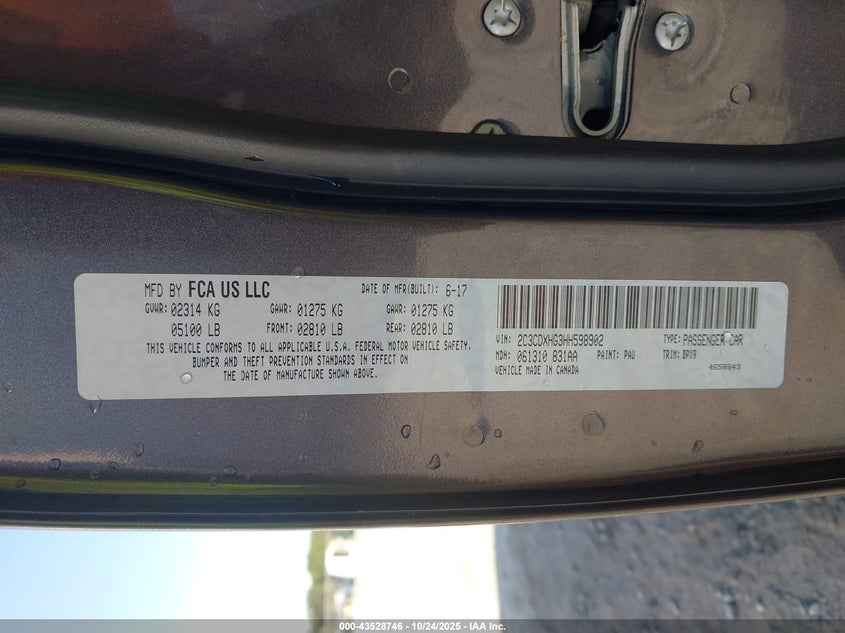 MFD BY FCA US LLC DATE OF MFR(BUILT): 6-17
GVWR: 02314 KG GAWR: 01275 KG GAWR: 01275 KG
05100 LB FRONT: 02810 LB REAR: 02810 LB
THIS VEHICLE CONFORMS TO ALL APPLICABLE U.S.A. FEDERAL MOTOR VEHICLE SAFETY,
BUMPER AND THEFT PREVENTION STANDARDS IN EFFECT ON
THE DATE OF MANUFACTURE SHOWN ABOVE.
VIN: 2C3CDXHG3HH598902 TYPE: PASSENGER CAR
MDH: 061310 831AA PAINT: PAU TRIM: DPX9
VEHICLE MADE IN CANADA 4658843
000-43528746 - 10/24/2025 - IAA Inc.